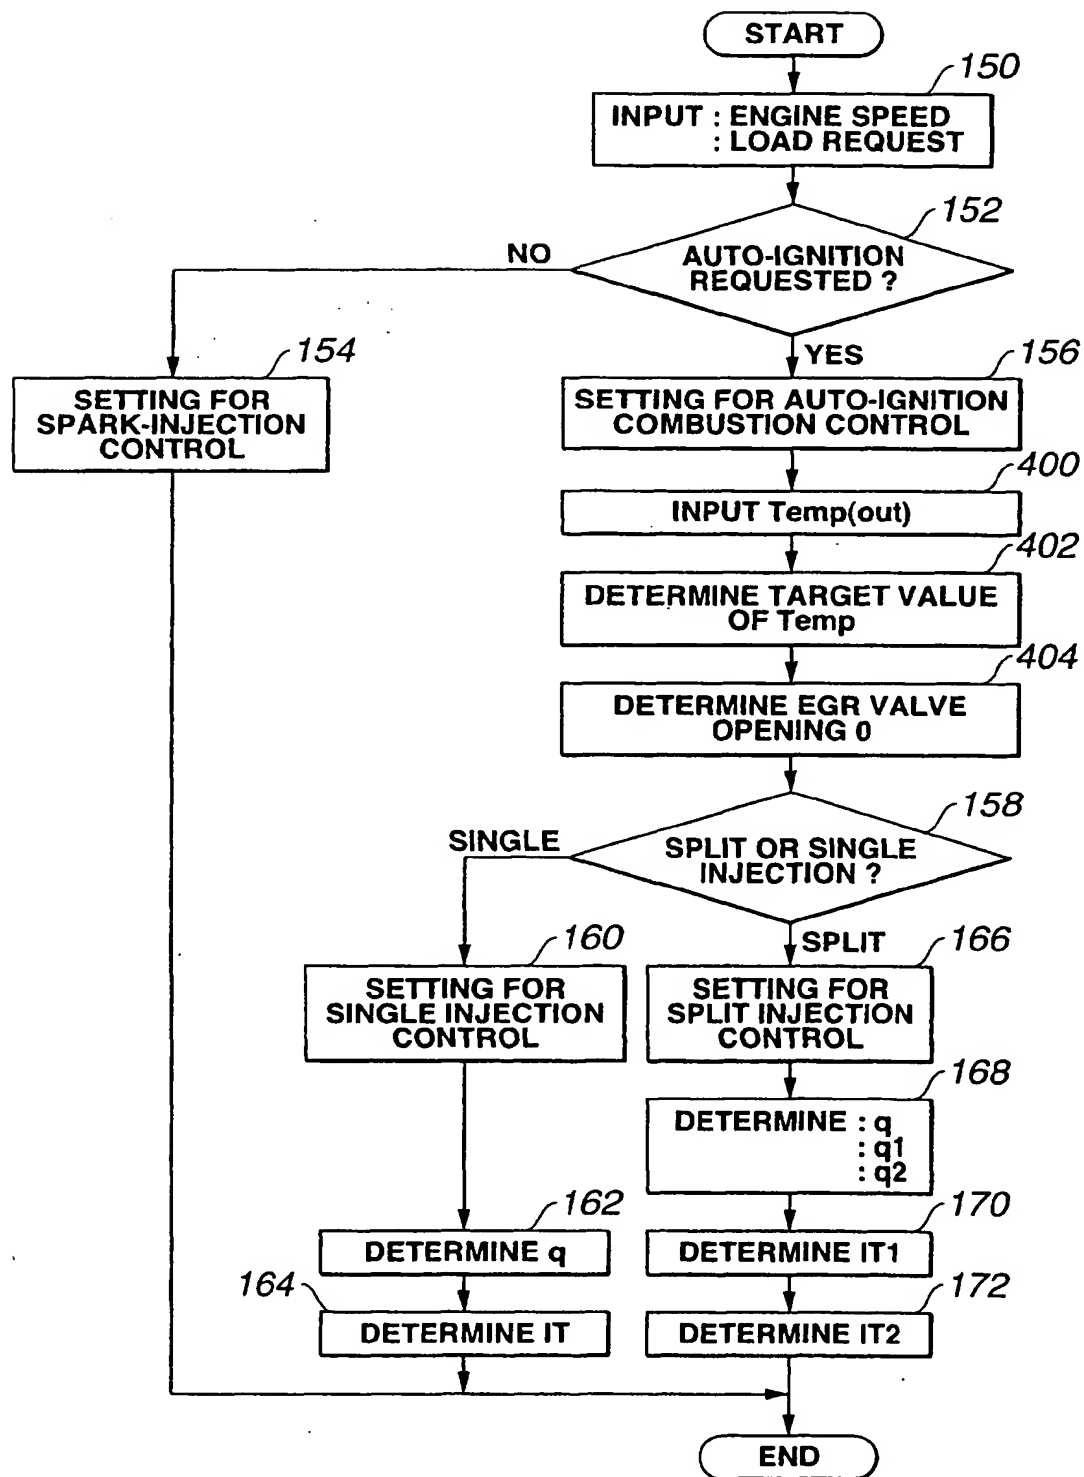 START
150
INPUT : ENGINE SPEED
: LOAD REQUEST
152
NO
AUTO-IGNITION
REQUESTED ?
YES
154
156
SETTING FOR
SPARK-INJECTION
CONTROL
SETTING FOR AUTO-IGNITION
COMBUSTION CONTROL
400
INPUT Temp(out)
402
DETERMINE TARGET VALUE
OF Temp
404
DETERMINE EGR VALVE
OPENING 0
158
SINGLE
SPLIT OR SINGLE
INJECTION ?
SPLIT
160
166
SETTING FOR
SINGLE INJECTION
CONTROL
SETTING FOR
SPLIT INJECTION
CONTROL
168
DETERMINE : q
: q1
: q2
162
170
DETERMINE q
DETERMINE IT1
164
172
DETERMINE IT
DETERMINE IT2
END